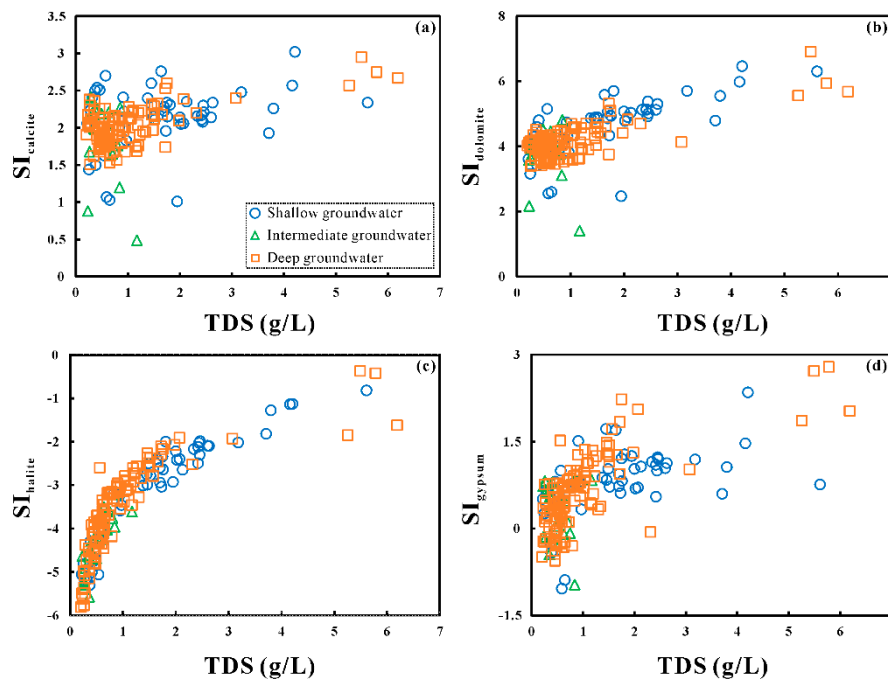 (a)
3.5
3
2.5
2
1.5
1
0.5
0
SIcalcite
0 1 2 3 4 5 6 7
TDS (g/L)
Shallow groundwater
Intermediate groundwater
Deep groundwater
(b)
8
6
4
2
0
SIdolomite
0 1 2 3 4 5 6
TDS (g/L)
(c)
-0
-1
-2
-3
-4
-5
-6
SIhalite
0 1 2 3 4 5 6 7
TDS (g/L)
(d)
3
1.5
0
-1.5
SIgypsum
0 1 2 3 4 5 6
TDS (g/L)